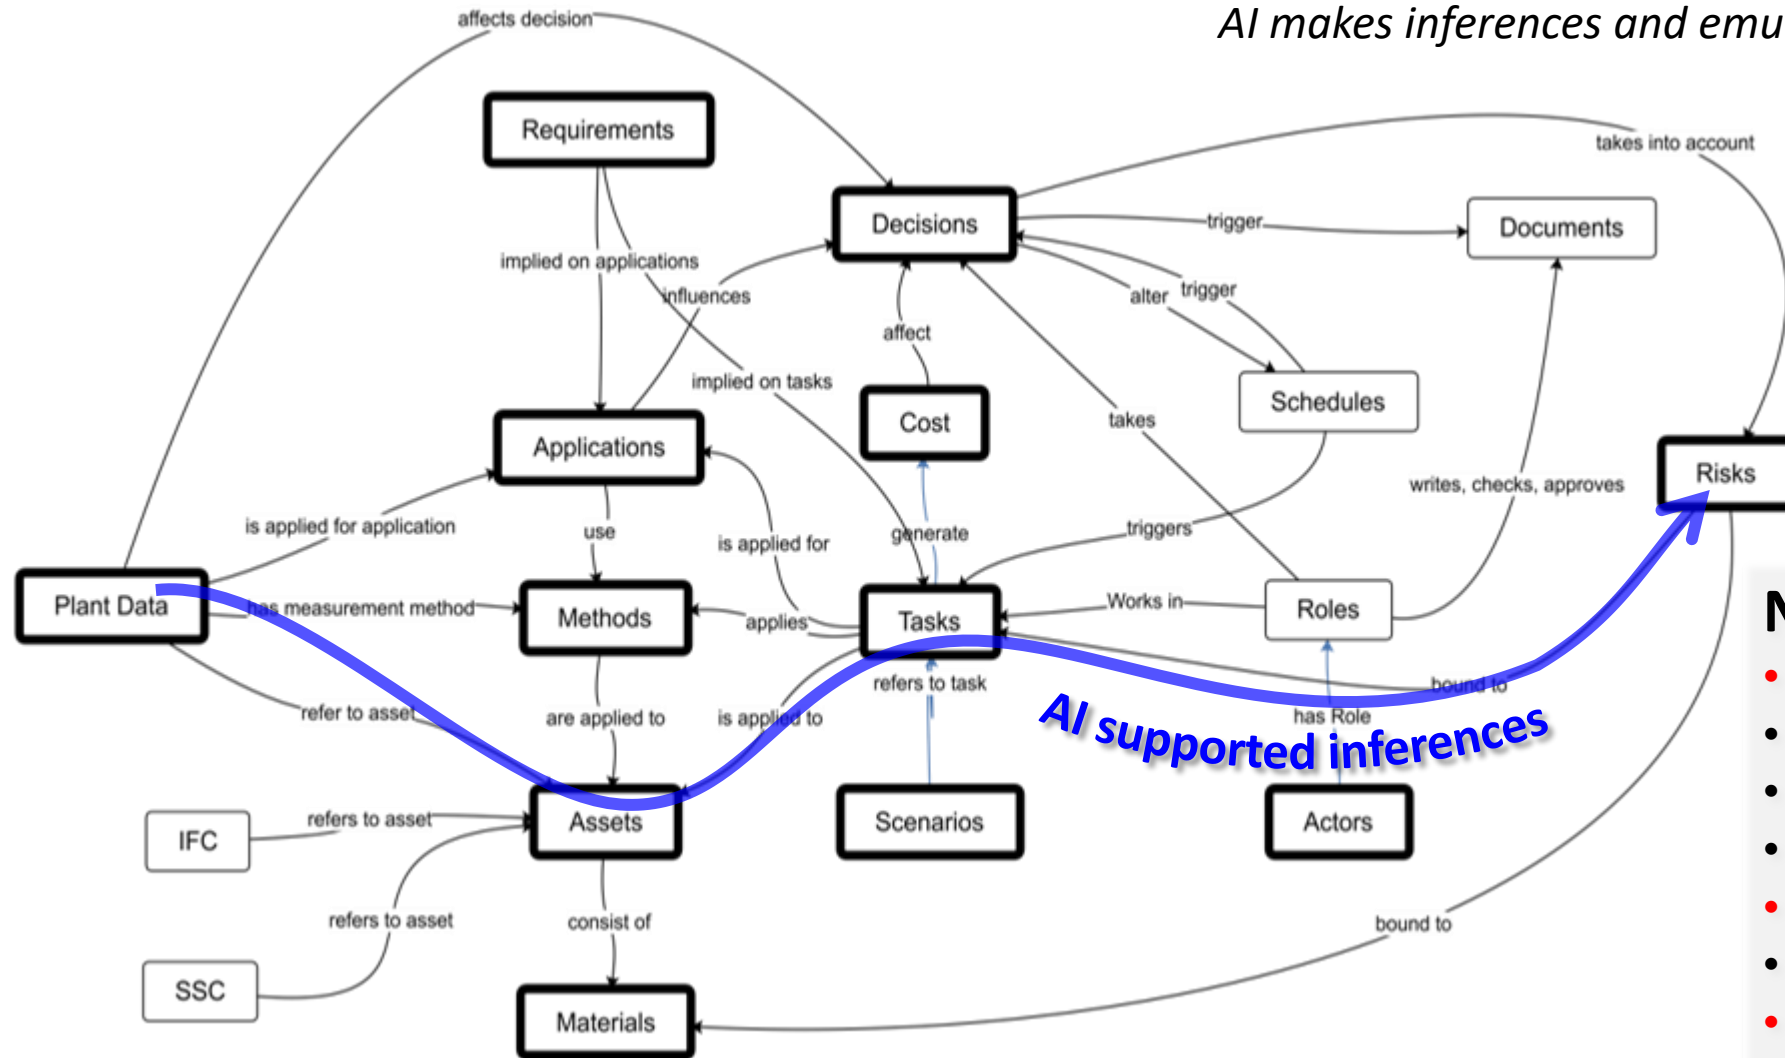 affects decision
AI makes inferences and emu
Requirements
takes into account
Decisions
trigger
Documents
implied on applications
influences
alter
trigger
affect
implied on tasks
Schedules
Cost
takes
Applications
Risks
writes, checks, approves
is applied for application
use
is applied for
generate
triggers
Plant Data
has measurement method
Methods
applies
Tasks
Works in
Roles
N
refers to task
bound to
refer to asset
are applied to
is applied to
has Role
AI supported inferences
IFC
refers to asset
Assets
Scenarios
Actors
refers to asset
consist of
bound to
SSC
Materials